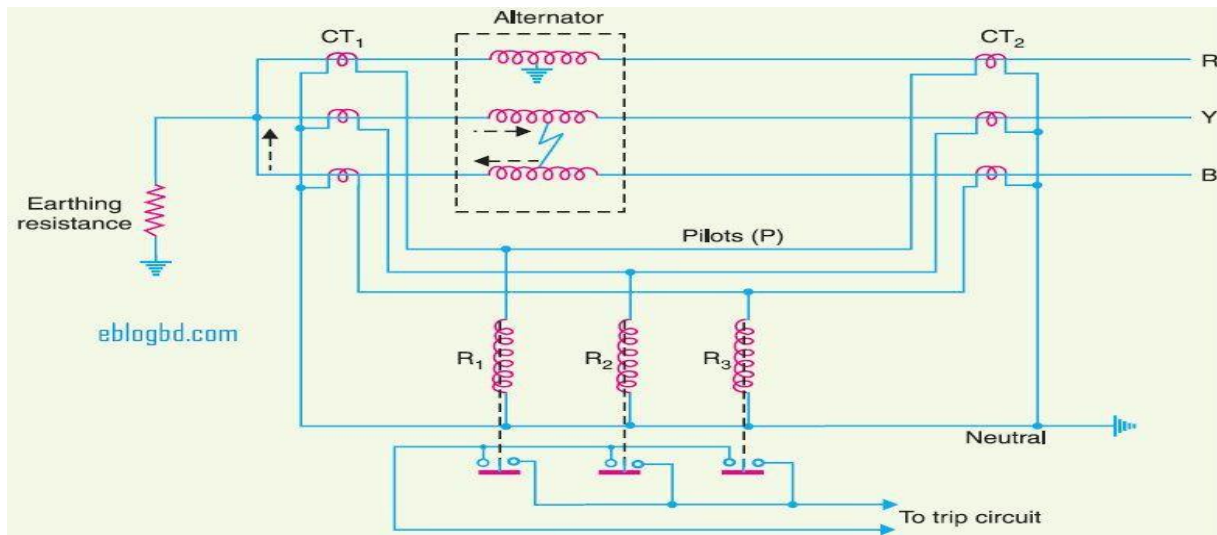 Alternator
CT₁
CT₂
R
Y
B
Earthing
resistance
Pilots (P)
eblogbd.com
R₁
R₂
R₃
Neutral
To trip circuit